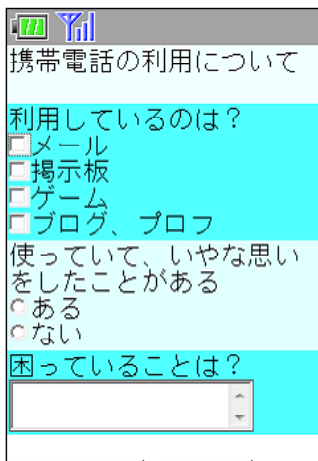 携帯電話の利用について
利用しているのは？
メール
掲示板
ゲーム
ブログ、プロフ
使っていて、いやな思い
をしたことがある
ある
ない
困っていることは？